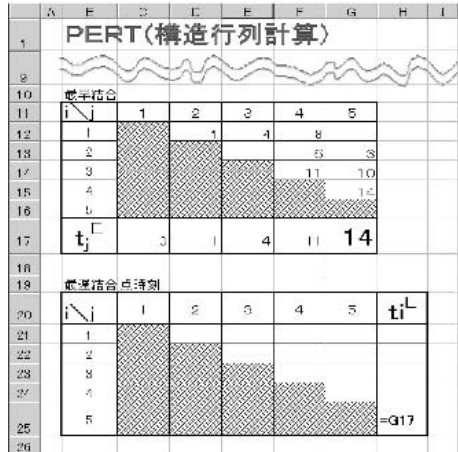 A B C D E F G H I
1 PERT(構造行列計算)
9
10 最早結合
11 i\j 1 2 3 4 5
12 1 1 4 8
13 2 6 3
14 3 11 10
15 4 14
16 5
17 tj 0 1 4 11 14
18
19 最遅結合点時刻
20 i\j 1 2 3 4 5 ti
21 1
22 2
23 3
24 4
25 5 =G17
26